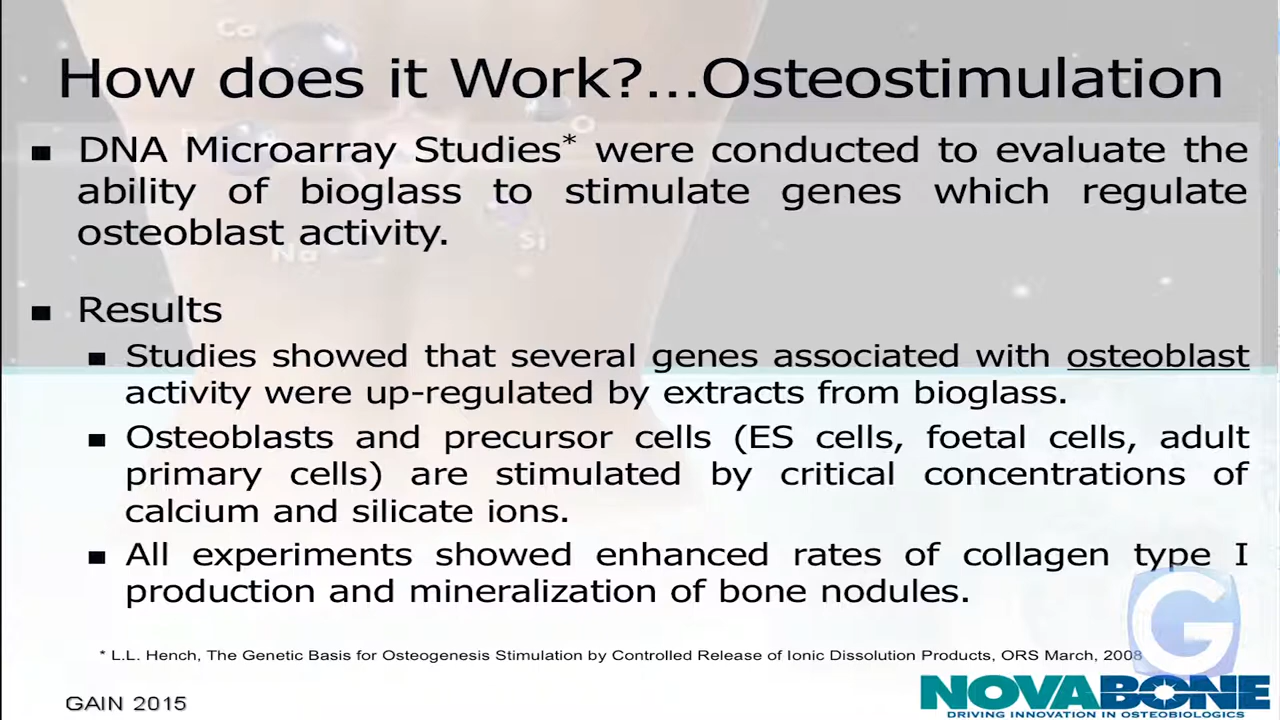 How does it Work?...Osteostimulation
■ DNA Microarray Studies* were conducted to evaluate the
ability of bioglass to stimulate genes which regulate
osteoblast activity.
■ Results
■ Studies showed that several genes associated with osteoblast
activity were up-regulated by extracts from bioglass.
■ Osteoblasts and precursor cells (ES cells, foetal cells, adult
primary cells) are stimulated by critical concentrations of
calcium and silicate ions.
■ All experiments showed enhanced rates of collagen type I
production and mineralization of bone nodules.
* L.L. Hench, The Genetic Basis for Osteogenesis Stimulation by Controlled Release of Ionic Dissolution Products, ORS March, 2008
GAIN 2015
G
NOVABONE
DRIVING INNOVATION IN OSTEOBIOLOGICS
Ca
O
Si
Na